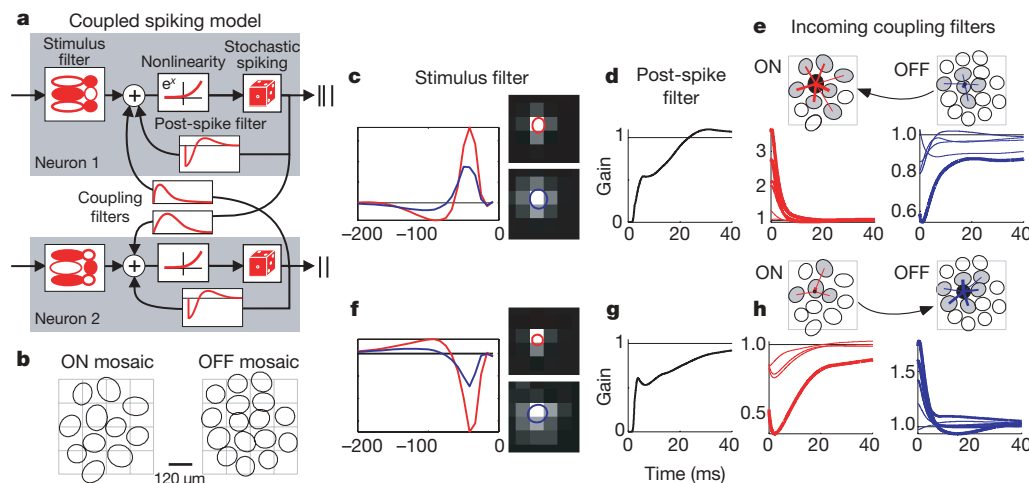 a Coupled spiking model
Stimulus filter
Nonlinearity
Stochastic spiking
e^x
+
Post-spike filter
Neuron 1
Coupling filters
+
Neuron 2
b
ON mosaic
OFF mosaic
120 μm
c Stimulus filter
−200 −100 0
d Post-spike filter
Gain
2
1
0
0 20 40
e Incoming coupling filters
ON
OFF
3
2
1
0 20 40
1.0
0.8
0.6
0 20 40 ms
ON
OFF
f
−200 −100 0
g
Gain
1
0
0 20 40
Time (ms)
h
1.0
0.5
0 20 40
1.5
1.0
0 20 40